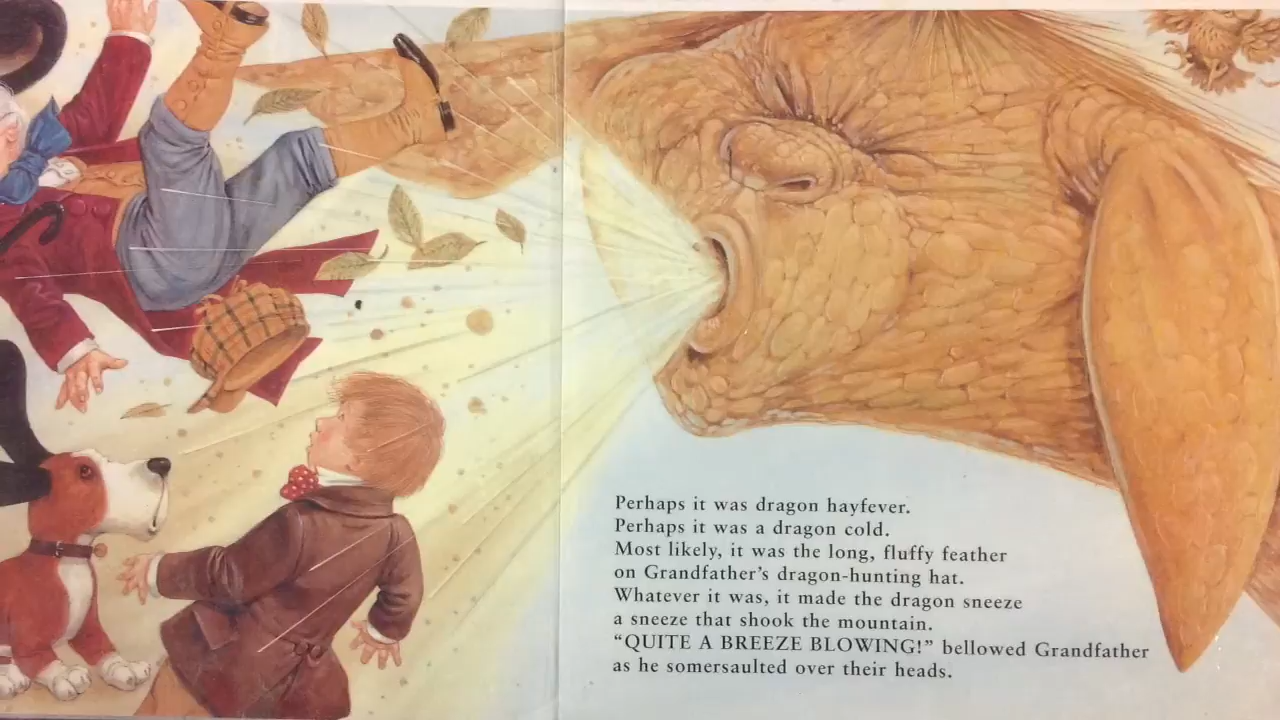 Perhaps it was dragon hayfever.
Perhaps it was a dragon cold.
Most likely, it was the long, fluffy feather
on Grandfather's dragon-hunting hat.
Whatever it was, it made the dragon sneeze
a sneeze that shook the mountain.
“QUITE A BREEZE BLOWING!” bellowed Grandfather
as he somersaulted over their heads.